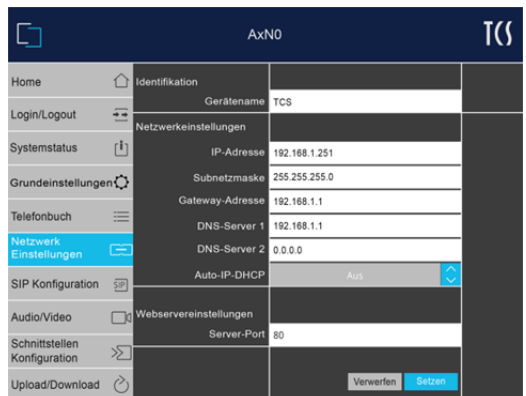 AxN0
TCS
Home
Login/Logout
Systemstatus
Grundeinstellungen
Telefonbuch
Netzwerk
Einstellungen
SIP Konfiguration
SIP
Audio/Video
Schnittstellen
Konfiguration
Upload/Download
Identifikation
Gerätename TCS
Netzwerkeinstellungen
IP-Adresse 192.168.1.251
Subnetzmaske 255.255.255.0
Gateway-Adresse 192.168.1.1
DNS-Server 1 192.168.1.1
DNS-Server 2 0.0.0.0
Auto-IP-DHCP Aus
Webservereinstellungen
Server-Port 80
Verwerfen Setzen